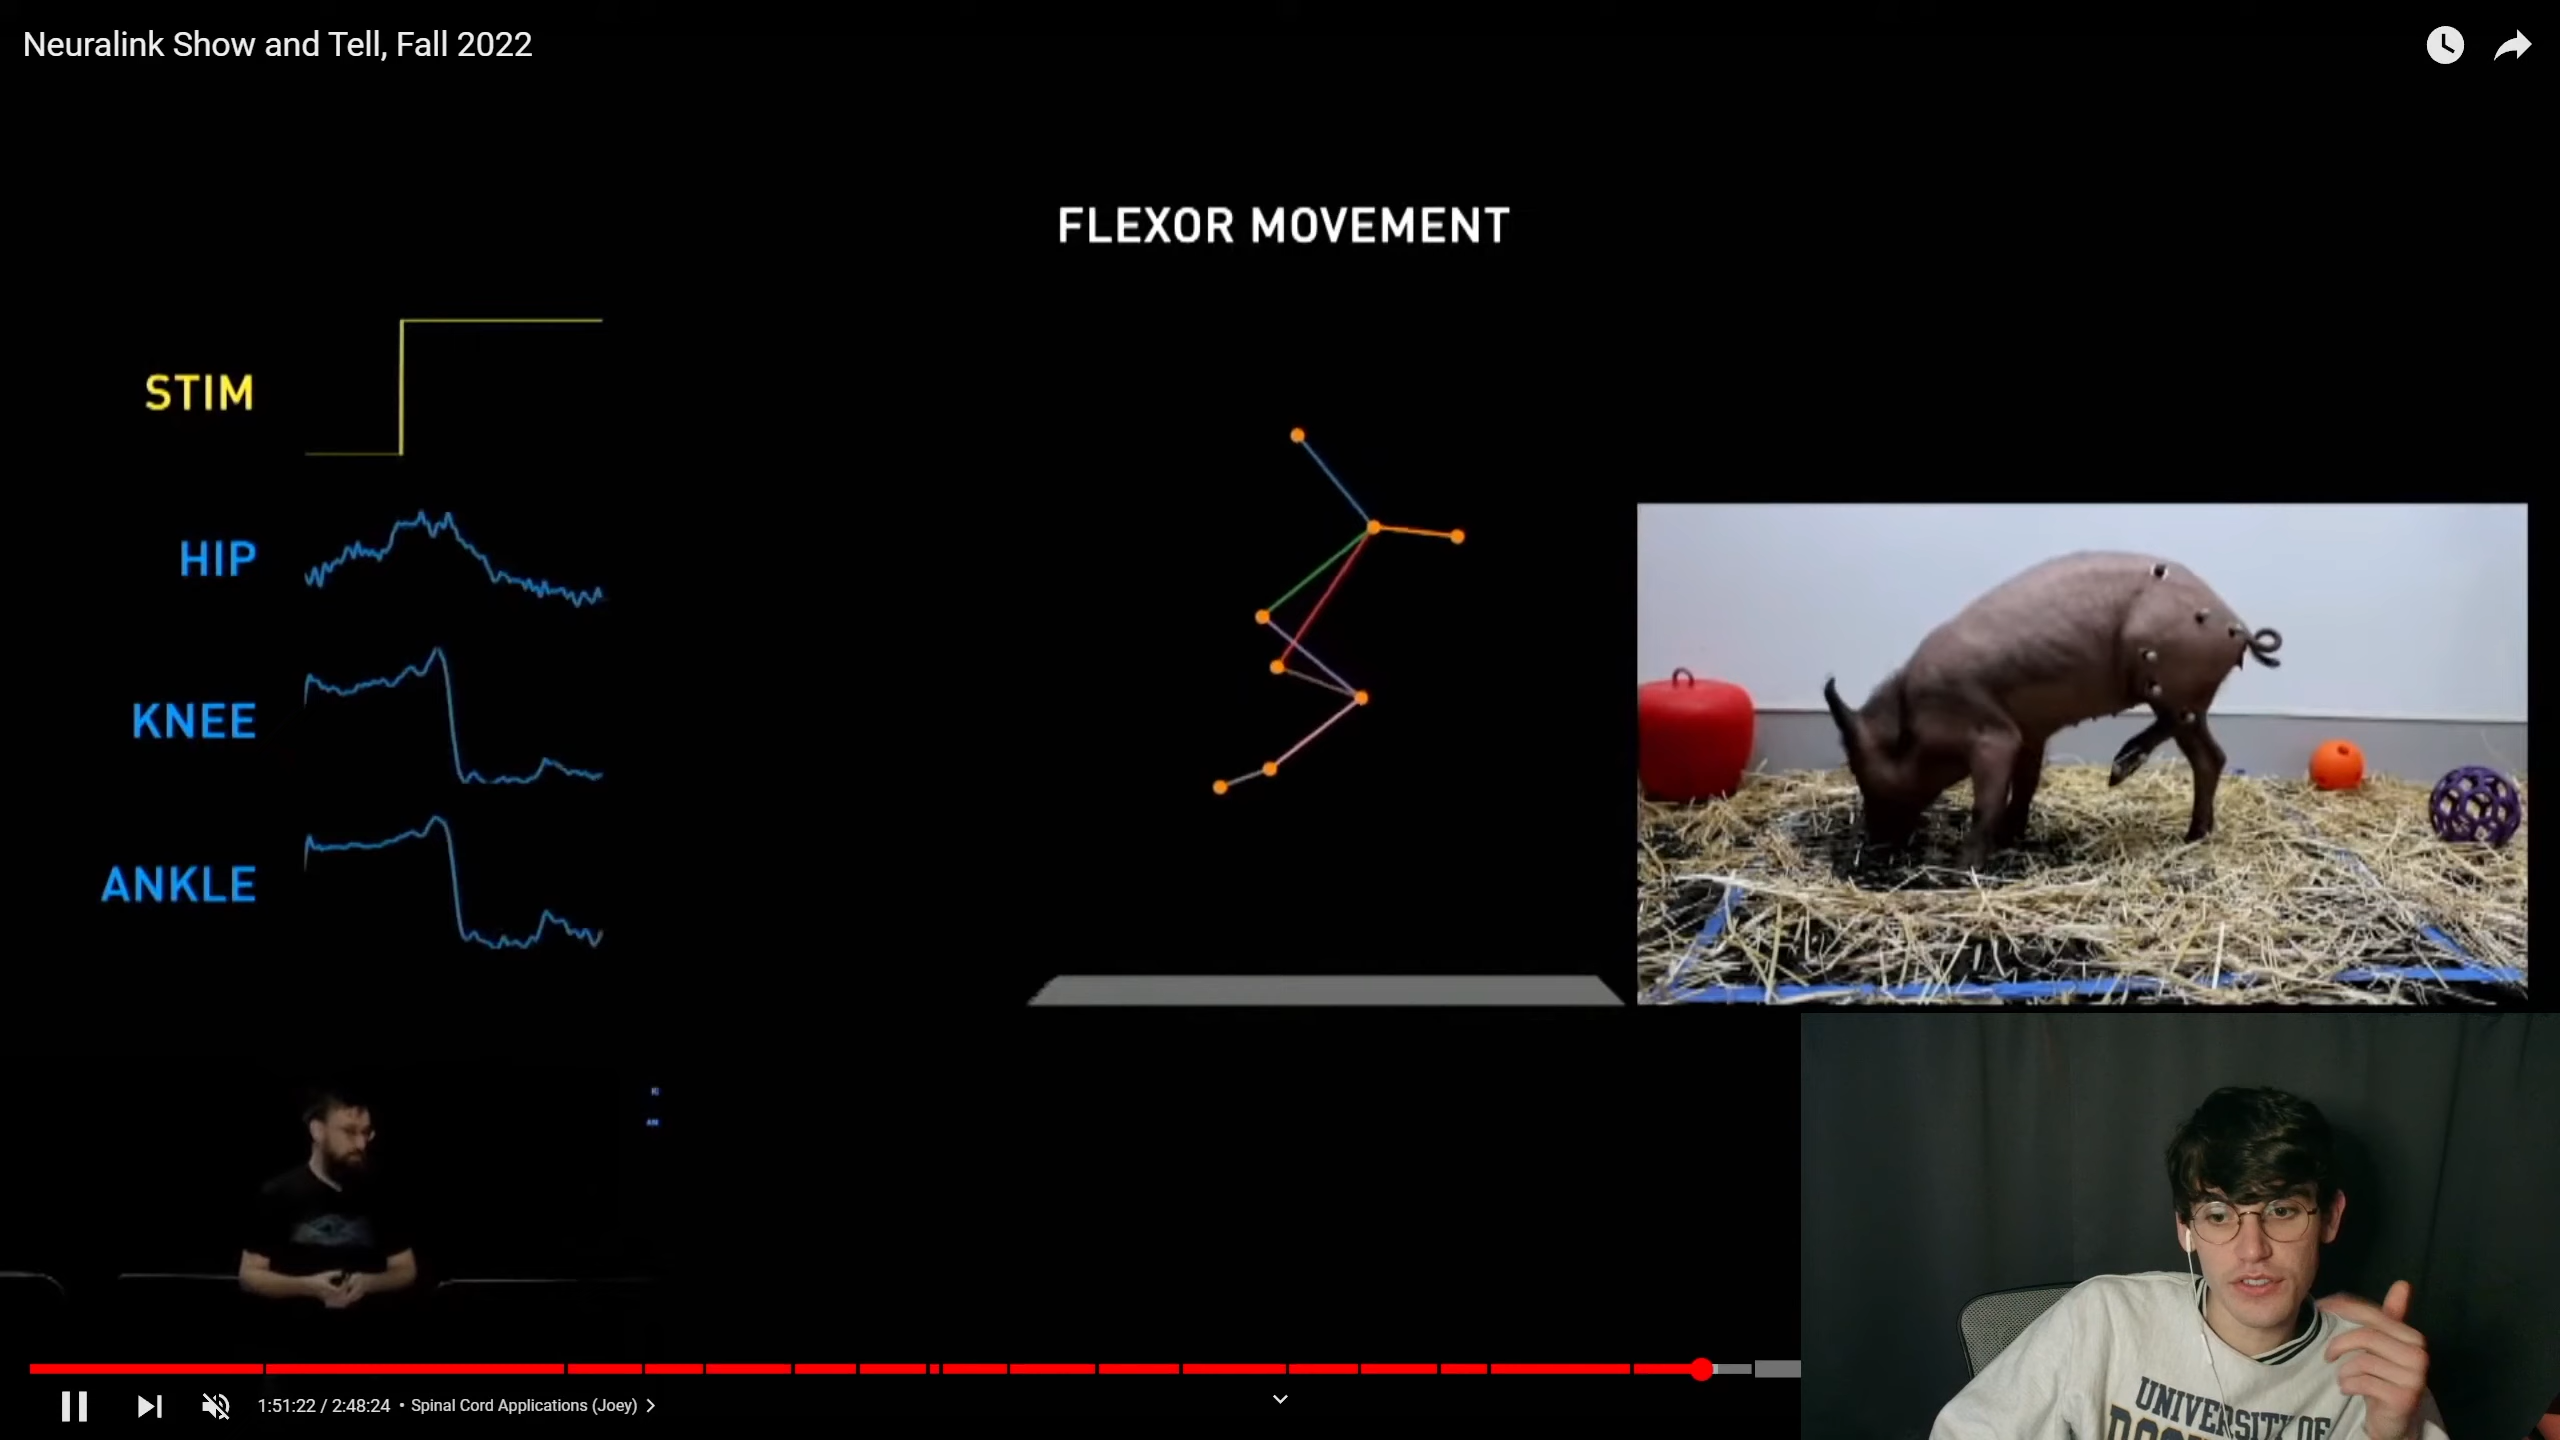 Neuralink Show and Tell, Fall 2022
FLEXOR MOVEMENT
STIM
HIP
KNEE
ANKLE
1:51:22 / 2:48:24 • Spinal Cord Applications (Joey)
UNIVERSITY OF